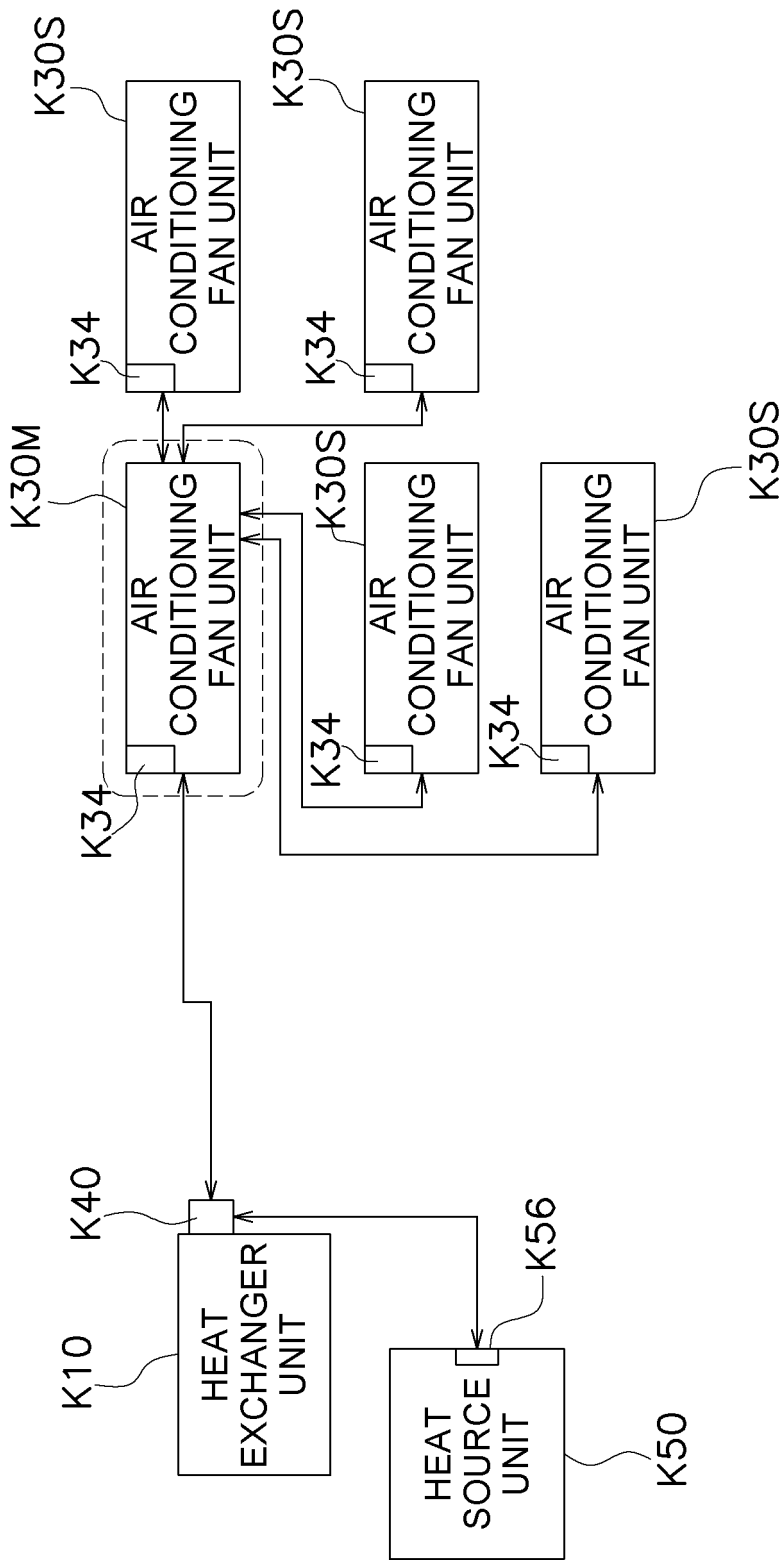 K10
HEAT
EXCHANGER
UNIT
K40
K50
HEAT
SOURCE
UNIT
K56
K30M
K34
AIR
CONDITIONING
FAN UNIT
K30S
K34
AIR
CONDITIONING
FAN UNIT
K30S
K34
AIR
CONDITIONING
FAN UNIT
K30S
K34
AIR
CONDITIONING
FAN UNIT
K30S
K34
AIR
CONDITIONING
FAN UNIT